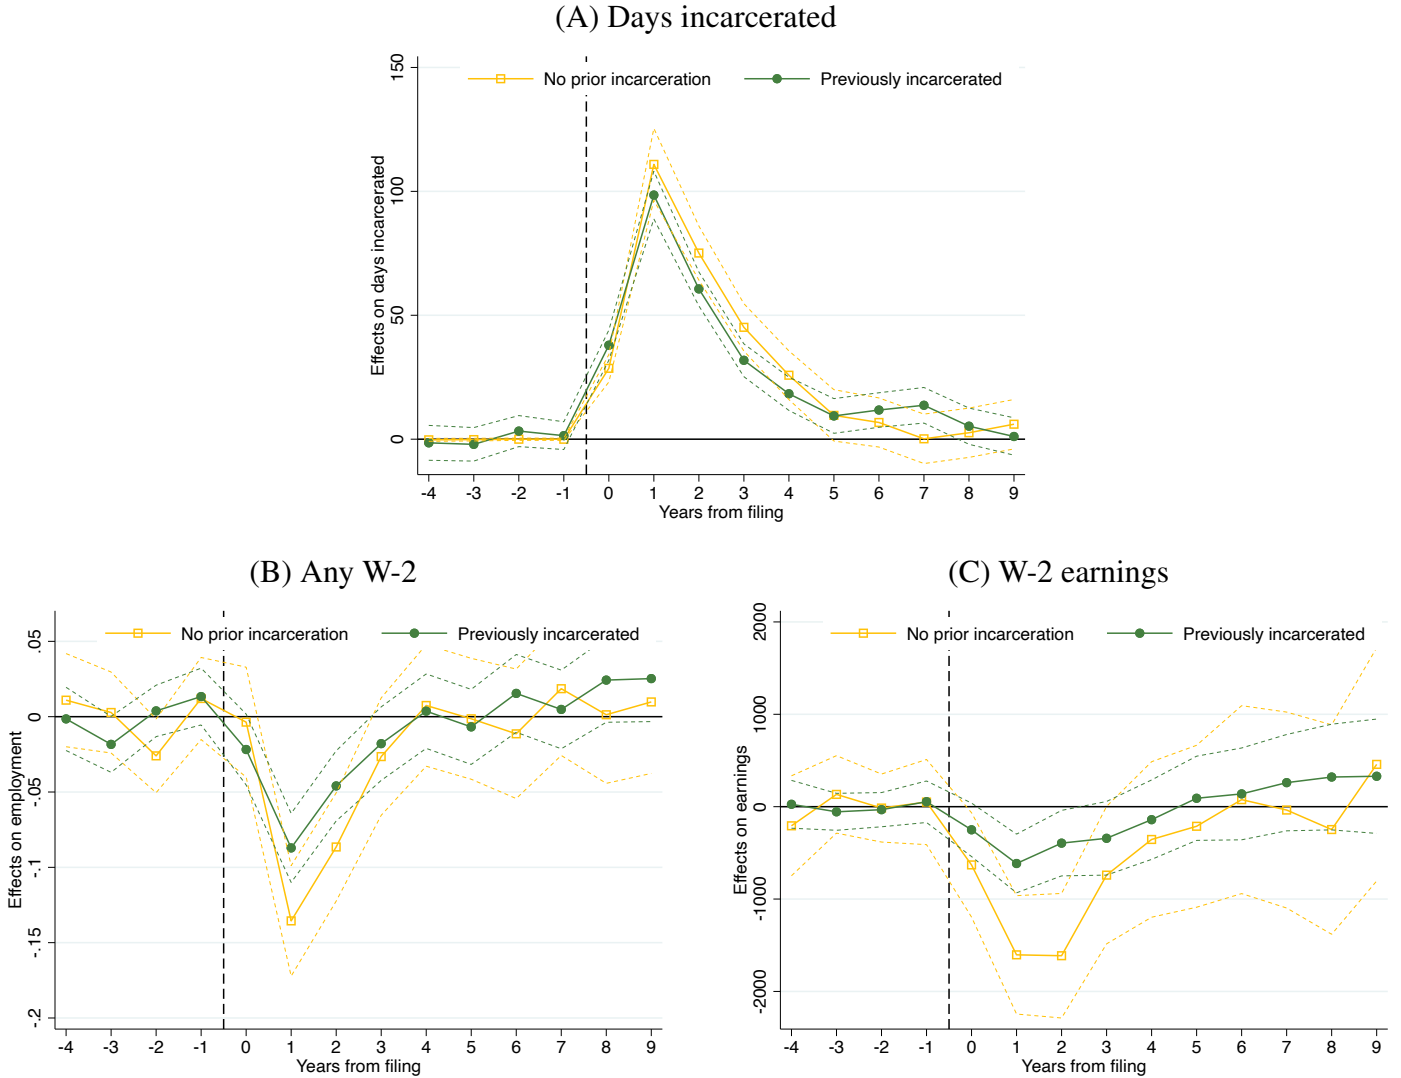 (A) Days incarcerated
No prior incarceration Previously incarcerated
Effects on days incarcerated
150
100
50
0
-4 -3 -2 -1 0 1 2 3 4 5 6 7 8 9
Years from filing
(B) Any W-2
No prior incarceration Previously incarcerated
Effects on employment
.05
0
-.05
-.1
-.15
-.2
-4 -3 -2 -1 0 1 2 3 4 5 6 7 8 9
Years from filing
(C) W-2 earnings
No prior incarceration Previously incarcerated
Effects on earnings
2000
1000
0
-1000
-2000
-4 -3 -2 -1 0 1 2 3 4 5 6 7 8 9
Years from filing